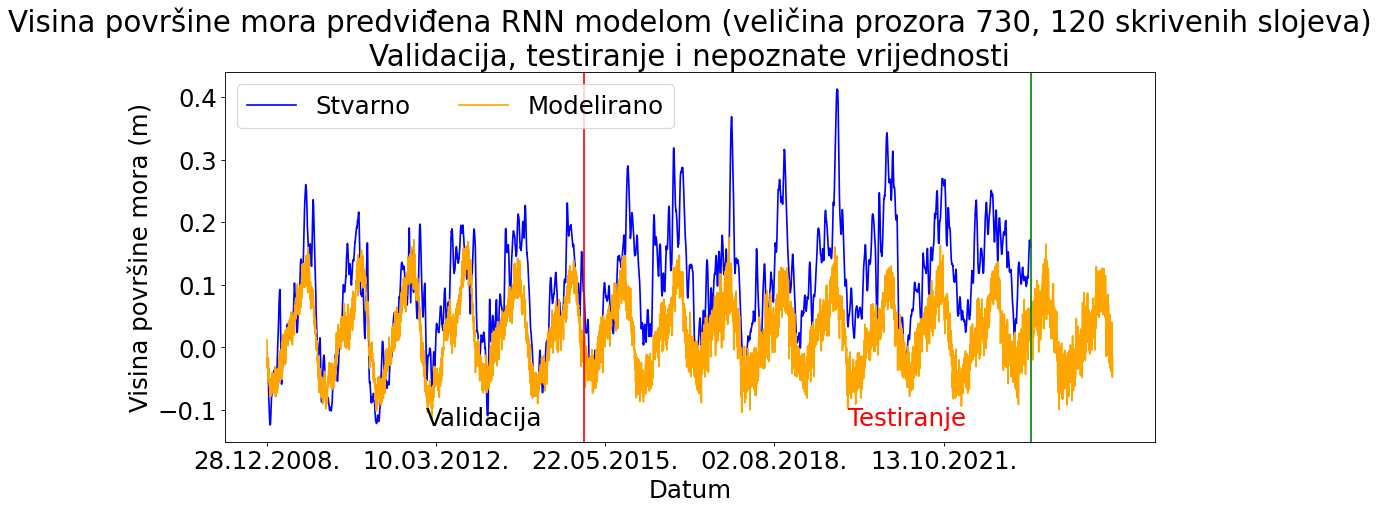 Visina površine mora predviđena RNN modelom (veličina prozora 730, 120 skrivenih slojeva)
Validacija, testiranje i nepoznate vrijednosti
Stvarno
Modelirano
Visina površine mora (m)
0.4
0.3
0.2
0.1
0.0
−0.1
Validacija
Testiranje
28.12.2008.
10.03.2012.
22.05.2015.
02.08.2018.
13.10.2021.
Datum